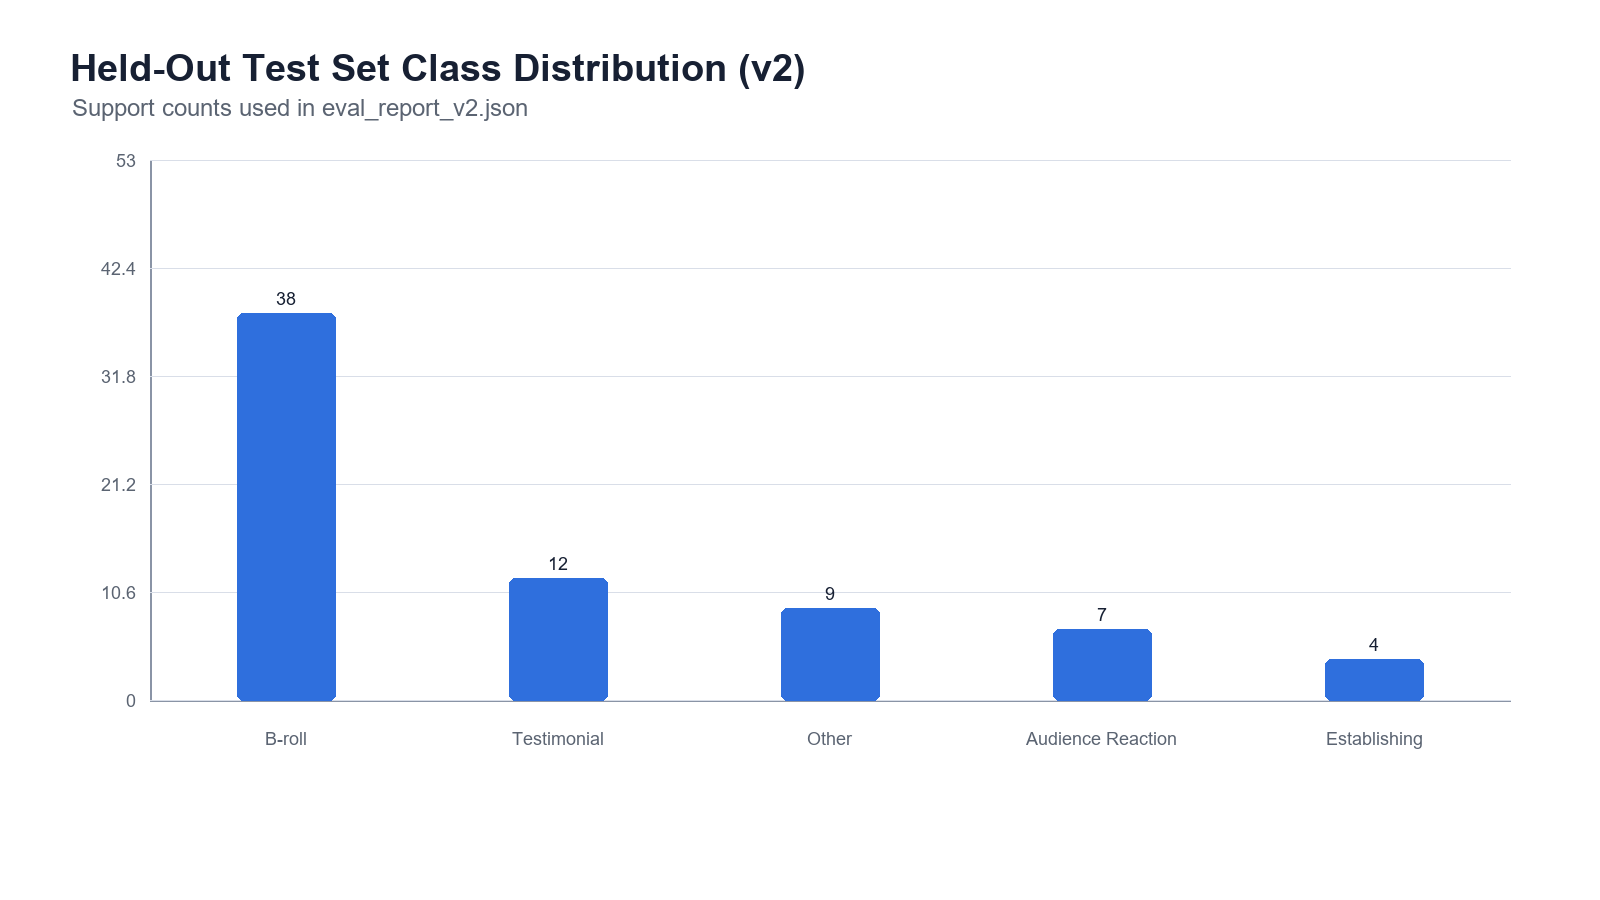 Held-Out Test Set Class Distribution (v2)
Support counts used in eval_report_v2.json
53
42.4
31.8
21.2
10.6
0
38
12
9
7
4
B-roll
Testimonial
Other
Audience Reaction
Establishing